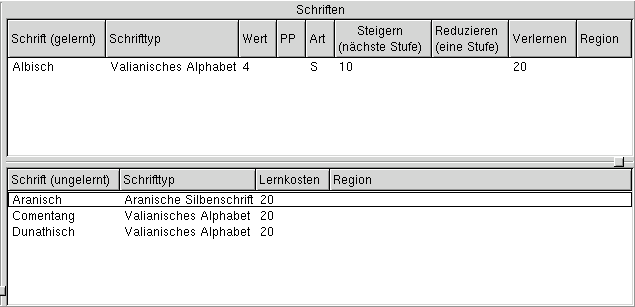 Schriften
Schrift (gelernt) Schrifttyp Wert PP Art Steigern (nächste Stufe) Reduzieren (eine Stufe) Verlernen Region
Albisch Valianisches Alphabet 4 S 10 20
Schrift (ungelernt) Schrifttyp Lernkosten Region
Aranisch Aranische Silbenschrift 20
Comentang Valianisches Alphabet 20
Dunathisch Valianisches Alphabet 20